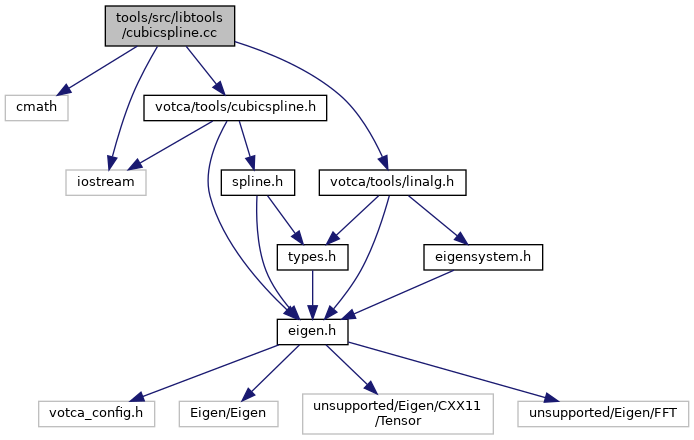 tools/src/libtools
/cubicspline.cc
cmath
votca/tools/cubicspline.h
iostream
spline.h
votca/tools/linalg.h
types.h
eigensystem.h
eigen.h
votca_config.h
Eigen/Eigen
unsupported/Eigen/CXX11
/Tensor
unsupported/Eigen/FFT